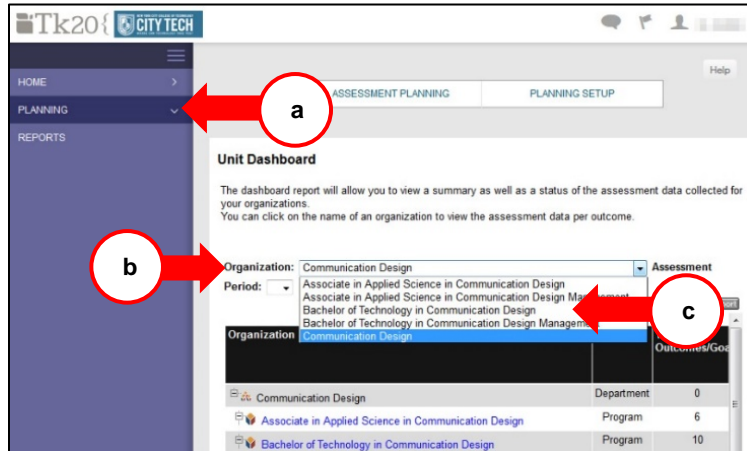 Tk20{ CITY TECH
Help
HOME
PLANNING
REPORTS
a
ASSESSMENT PLANNING PLANNING SETUP
Unit Dashboard
The dashboard report will allow you to view a summary as well as a status of the assessment data collected for
your organizations.
You can click on the name of an organization to view the assessment data per outcome.
b
Organization: Communication Design Assessment
Period:
Associate in Applied Science in Communication Design
Associate in Applied Science in Communication Design
Bachelor of Technology in Communication Design
c
Bachelor of Technology in Communication Design
Communication Design
Organization
Communication Design Department 0
Associate in Applied Science in Communication Design Program 6
Bachelor of Technology in Communication Design Program 10